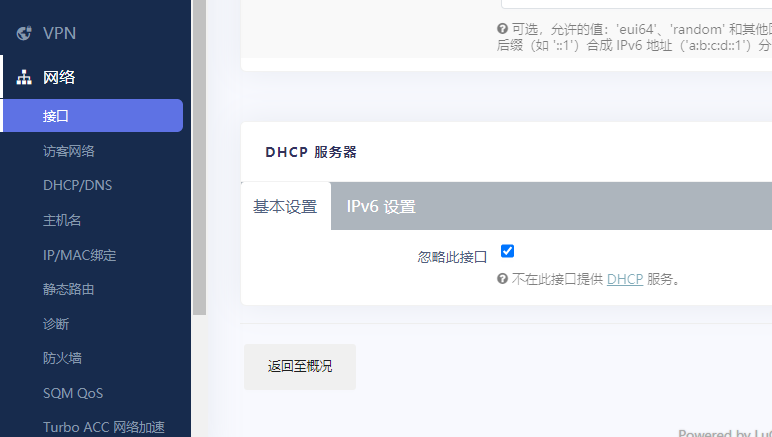 VPN
网络
接口
访客网络
DHCP/DNS
主机名
IP/MAC绑定
静态路由
诊断
防火墙
SQM QoS
Turbo ACC 网络加速
可选，允许的值：'eui64'、'random' 和其他
后缀（如 '::1'）合成 IPv6 地址（'a:b:c:d::1'）分
DHCP 服务器
基本设置
IPv6 设置
忽略此接口
不在此接口提供 DHCP 服务。
返回至概况
Powered by